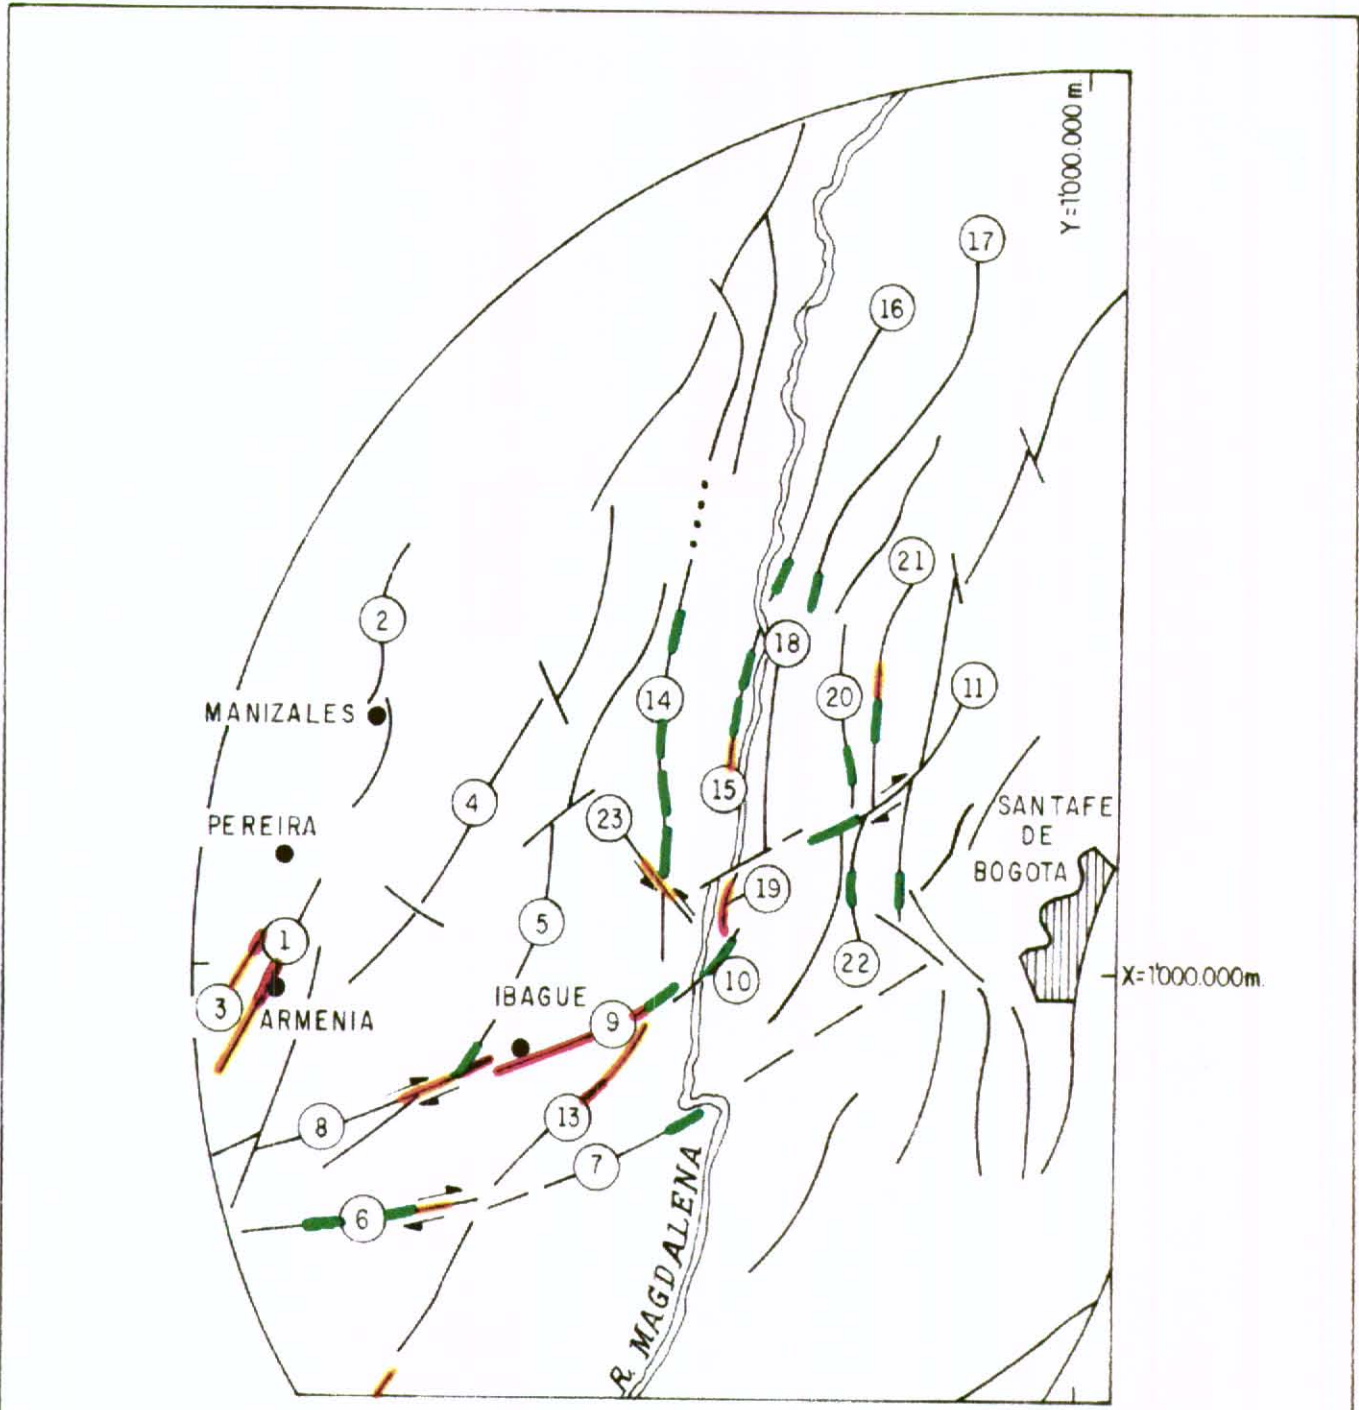 Y=1'000.000 m
17
16
21
2
18
MANIZALES
14
20
11
15
4
PEREIRA
23
SANTAFE
DE
BOGOTA
19
5
1
22
10
X=1'000.000m.
3
IBAGUE
ARMENIA
9
13
8
7
6
R. MAGDALENA